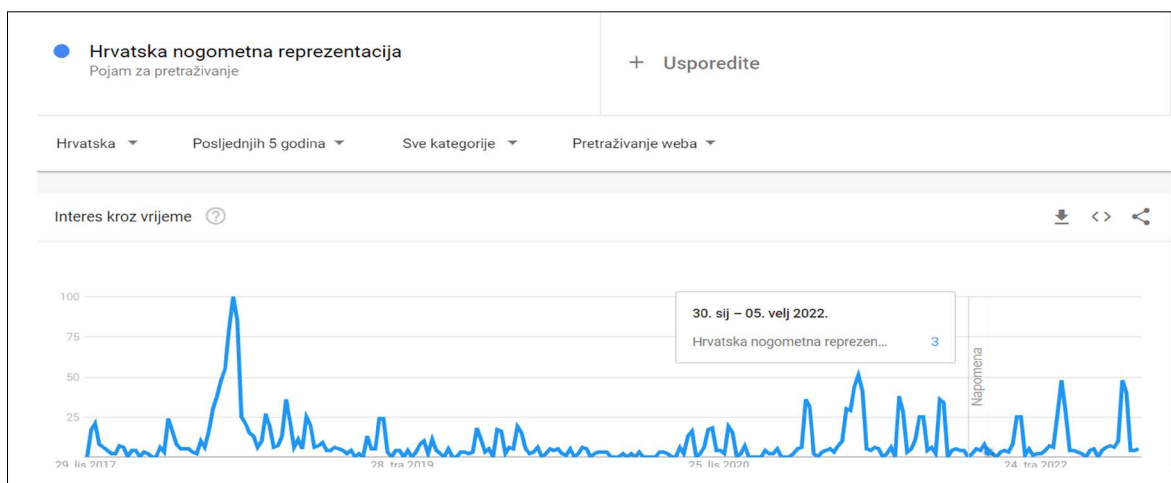 Hrvatska nogometna reprezentacija
Pojam za pretraživanje
+ Usporedite
Hrvatska
Posljednjih 5 godina
Sve kategorije
Pretraživanje weba
Interes kroz vrijeme ?
100
75
50
25
30. sij – 05. velj 2022.
Hrvatska nogometna reprezen... 3
Napomena
29. lis 2017
28. tra 2019
25. lis 2020
24. tra 2022